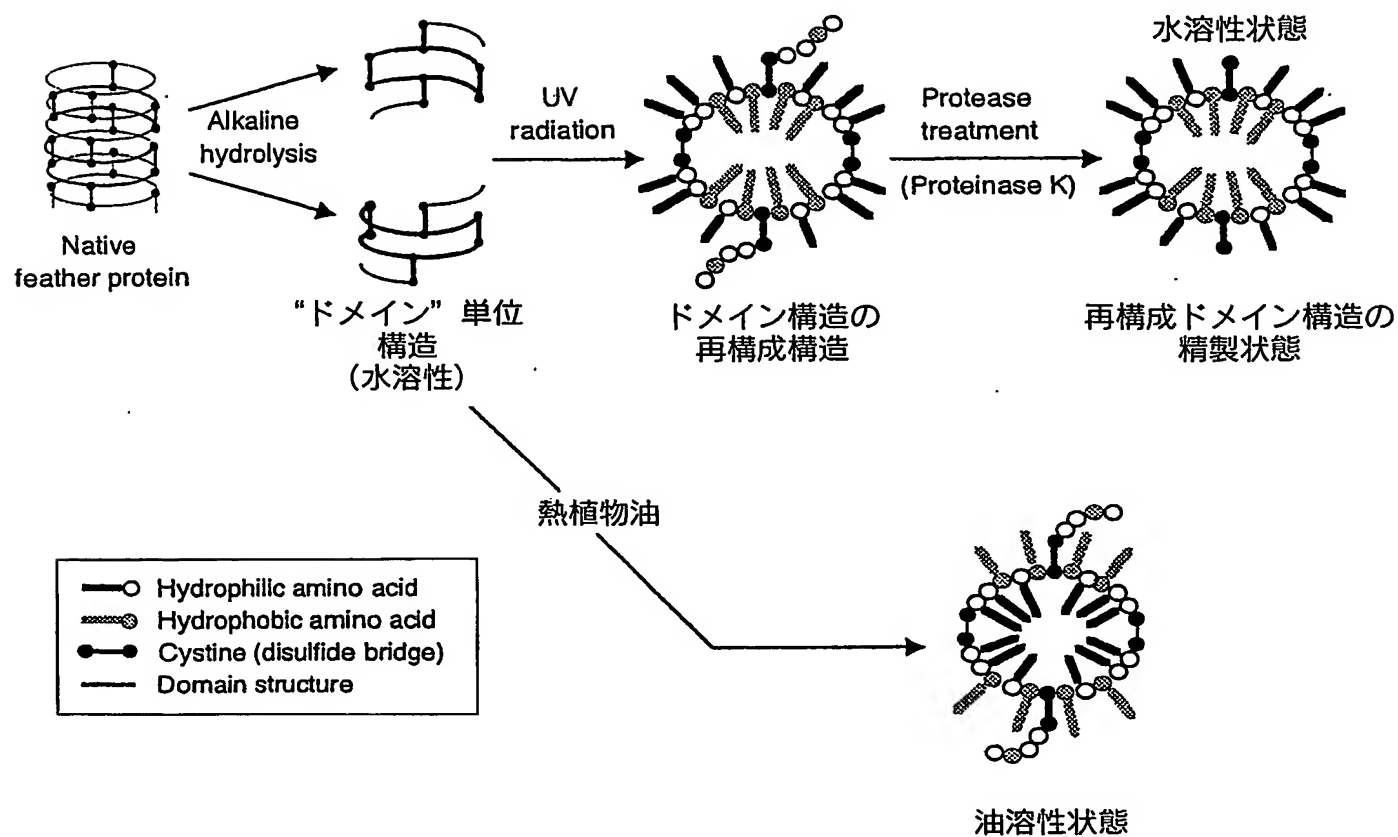 Native
feather protein
Alkaline
hydrolysis
“ドメイン” 単位
構造
（水溶性）
UV
radiation
ドメイン構造の
再構成構造
Protease
treatment
(Proteinase K)
水溶性状態
再構成ドメイン構造の
精製状態
熱植物油
Hydrophilic amino acid
Hydrophobic amino acid
Cystine (disulfide bridge)
Domain structure
油溶性状態